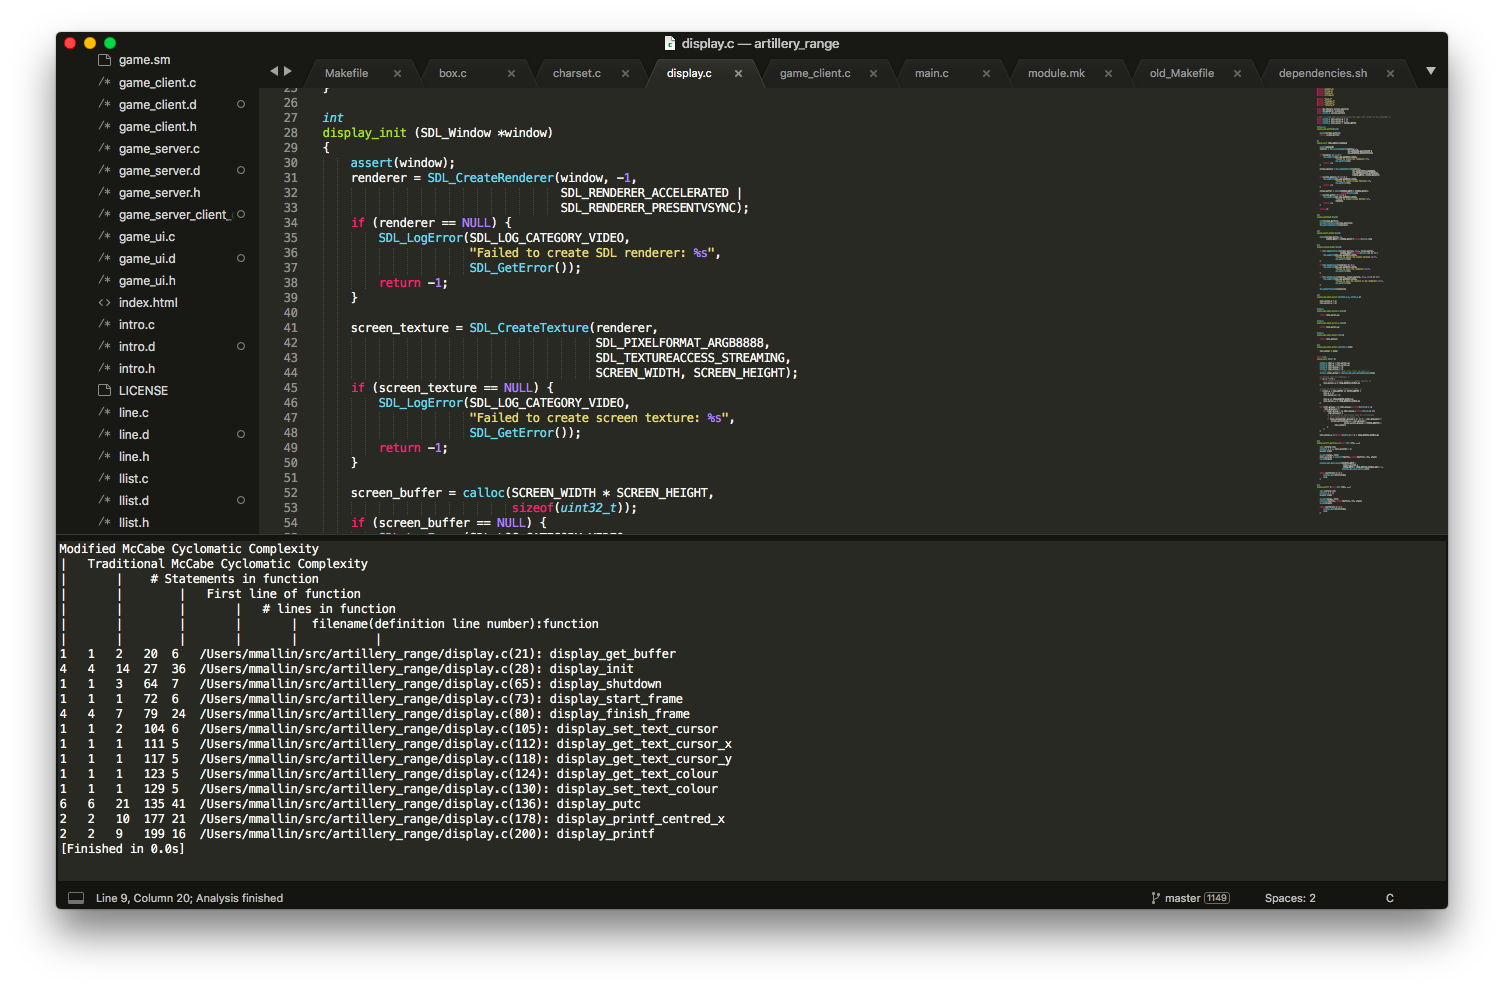 display.c — artillery_range
game.sm
/* game_client.c
/* game_client.d
/* game_client.h
/* game_server.c
/* game_server.d
/* game_server.h
/* game_server_client_
/* game_ui.c
/* game_ui.d
/* game_ui.h
<> index.html
/* intro.c
/* intro.d
/* intro.h
LICENSE
/* line.c
/* line.d
/* line.h
/* llist.c
/* llist.d
/* llist.h
Makefile × box.c × charset.c × display.c × game_client.c × main.c × module.mk × old_Makefile × dependencies.sh ×
25 }
26
27 int
28 display_init (SDL_Window *window)
29 {
30 assert(window);
31 renderer = SDL_CreateRenderer(window, -1,
32 SDL_RENDERER_ACCELERATED |
33 SDL_RENDERER_PRESENTVSYNC);
34 if (renderer == NULL) {
35 SDL_LogError(SDL_LOG_CATEGORY_VIDEO,
36 "Failed to create SDL renderer: %s",
37 SDL_GetError());
38 return -1;
39 }
40
41 screen_texture = SDL_CreateTexture(renderer,
42 SDL_PIXELFORMAT_ARGB8888,
43 SDL_TEXTUREACCESS_STREAMING,
44 SCREEN_WIDTH, SCREEN_HEIGHT);
45 if (screen_texture == NULL) {
46 SDL_LogError(SDL_LOG_CATEGORY_VIDEO,
47 "Failed to create screen texture: %s",
48 SDL_GetError());
49 return -1;
50 }
51
52 screen_buffer = calloc(SCREEN_WIDTH * SCREEN_HEIGHT,
53 sizeof(uint32_t));
54 if (screen_buffer == NULL) {
Modified McCabe Cyclomatic Complexity
| Traditional McCabe Cyclomatic Complexity
| | # Statements in function
| | | First line of function
| | | | # lines in function
| | | | | filename(definition line number):function
| | | | | |
1 1 2 20 6 /Users/mmallin/src/artillery_range/display.c(21): display_get_buffer
4 4 14 27 36 /Users/mmallin/src/artillery_range/display.c(28): display_init
1 1 3 64 7 /Users/mmallin/src/artillery_range/display.c(65): display_shutdown
1 1 1 72 6 /Users/mmallin/src/artillery_range/display.c(73): display_start_frame
4 4 7 79 24 /Users/mmallin/src/artillery_range/display.c(80): display_finish_frame
1 1 2 104 6 /Users/mmallin/src/artillery_range/display.c(105): display_set_text_cursor
1 1 1 111 5 /Users/mmallin/src/artillery_range/display.c(112): display_get_text_cursor_x
1 1 1 117 5 /Users/mmallin/src/artillery_range/display.c(118): display_get_text_cursor_y
1 1 1 123 5 /Users/mmallin/src/artillery_range/display.c(124): display_get_text_colour
1 1 1 129 5 /Users/mmallin/src/artillery_range/display.c(130): display_set_text_colour
6 6 21 135 41 /Users/mmallin/src/artillery_range/display.c(136): display_putc
2 2 10 177 21 /Users/mmallin/src/artillery_range/display.c(178): display_printf_centred_x
2 2 9 199 16 /Users/mmallin/src/artillery_range/display.c(200): display_printf
[Finished in 0.0s]
Line 9, Column 20; Analysis finished
master 1149
Spaces: 2
C